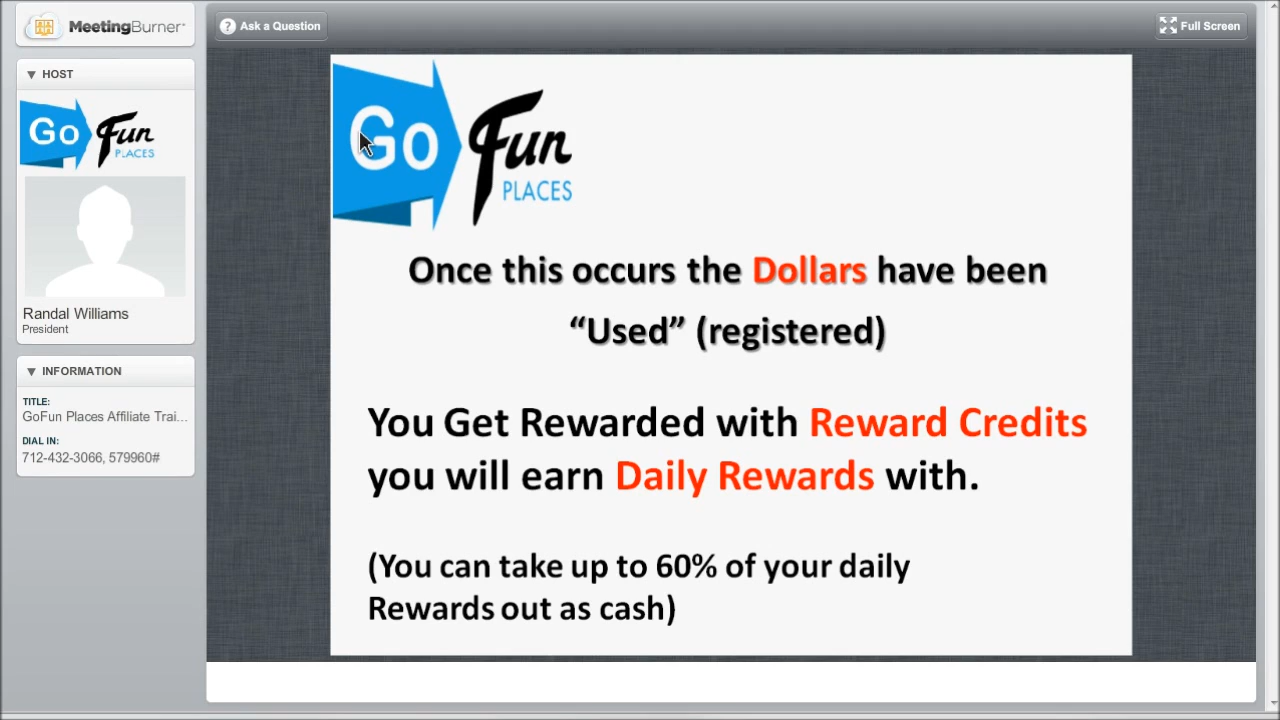 MeetingBurner
Ask a Question
Full Screen
HOST
Go Fun
PLACES
Randal Williams
President
INFORMATION
TITLE:
GoFun Places Affiliate Trai...
DIAL IN:
712-432-3066, 579960#
Go Fun
PLACES
Once this occurs the Dollars have been
“Used” (registered)
You Get Rewarded with Reward Credits
you will earn Daily Rewards with.
(You can take up to 60% of your daily
Rewards out as cash)